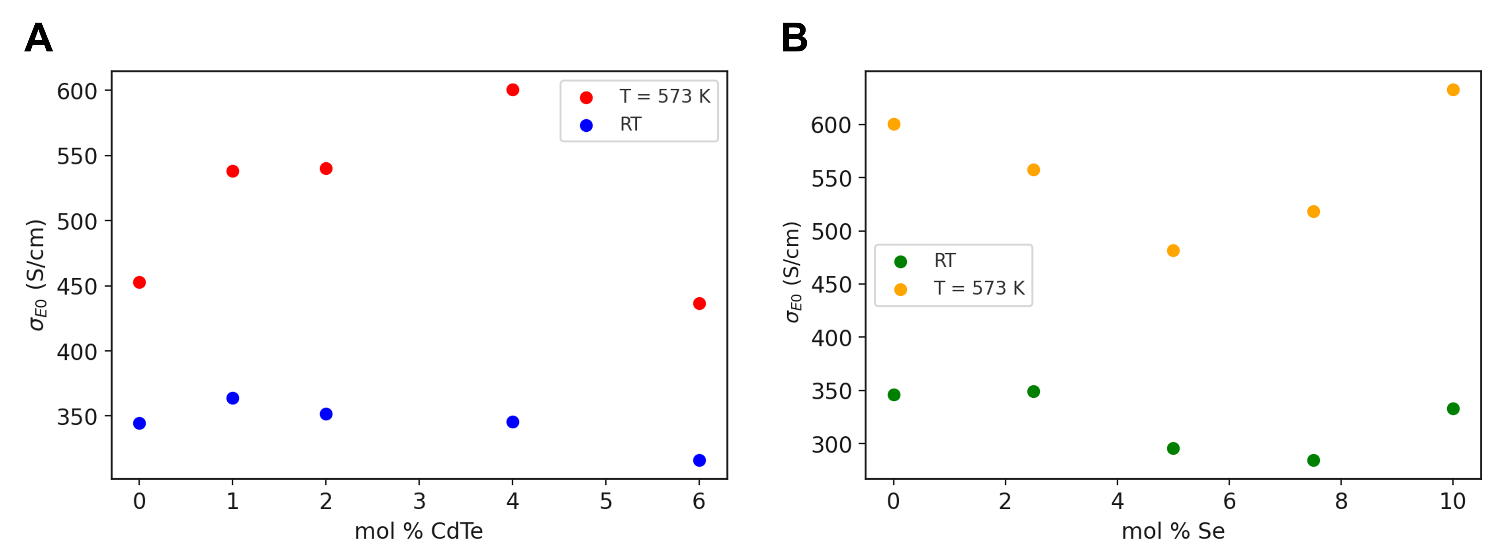 A
600
550
500
450
400
350
σE0 (S/cm)
T = 573 K
RT
0 1 2 3 4 5 6
mol % CdTe
B
600
550
500
450
400
350
300
σE0 (S/cm)
RT
T = 573 K
0 2 4 6 8 10
mol % Se